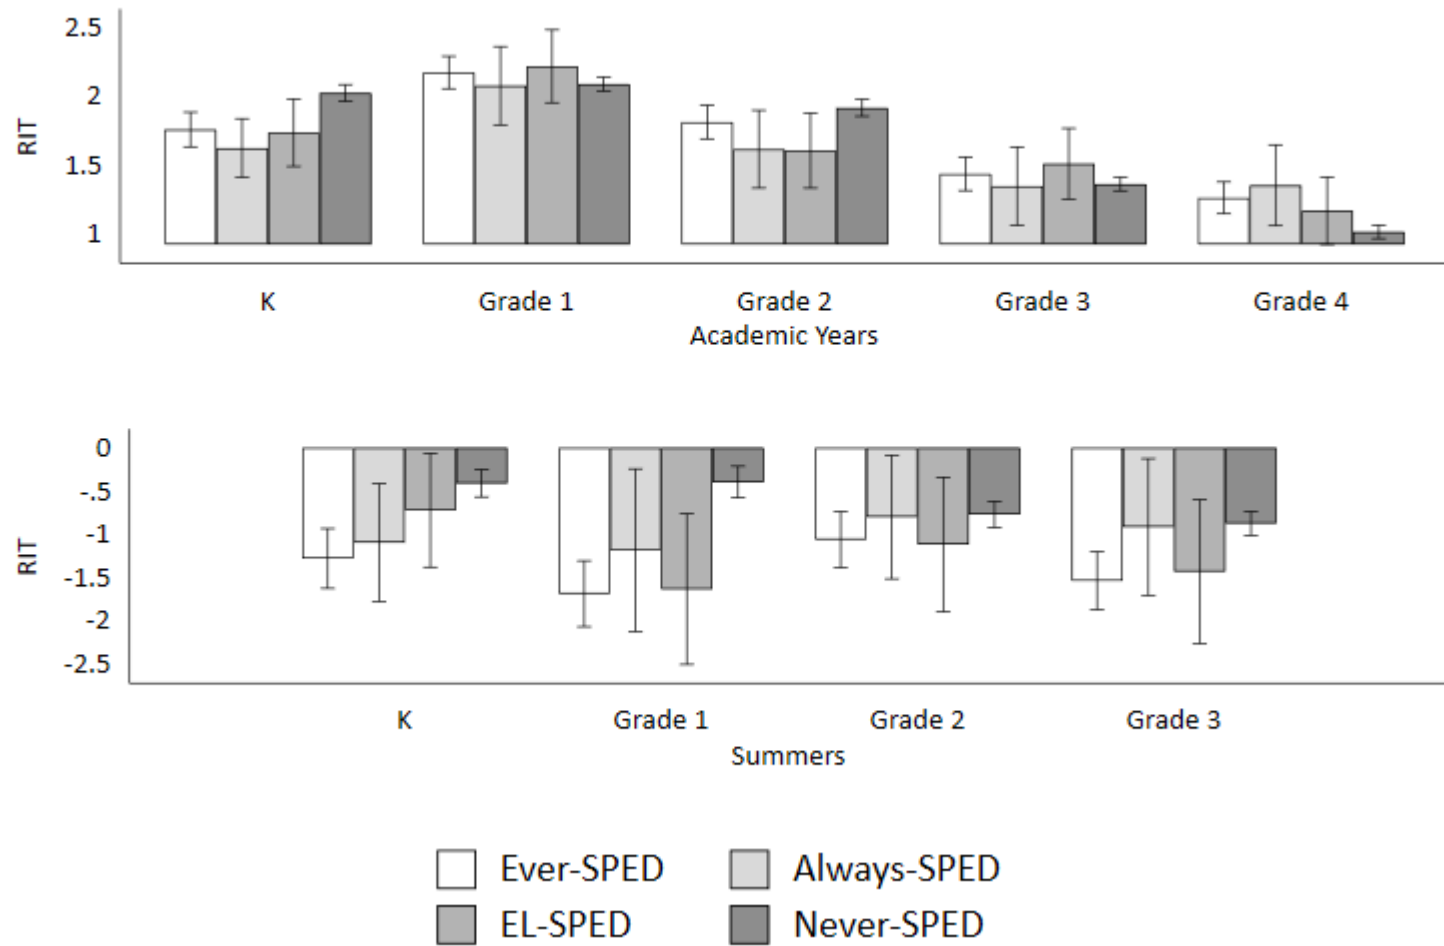 2.5
2
1.5
1
RIT
K Grade 1 Grade 2 Grade 3 Grade 4
Academic Years
0
-.5
-1
-1.5
-2
-2.5
RIT
K Grade 1 Grade 2 Grade 3
Summers
Ever-SPED Always-SPED
EL-SPED Never-SPED